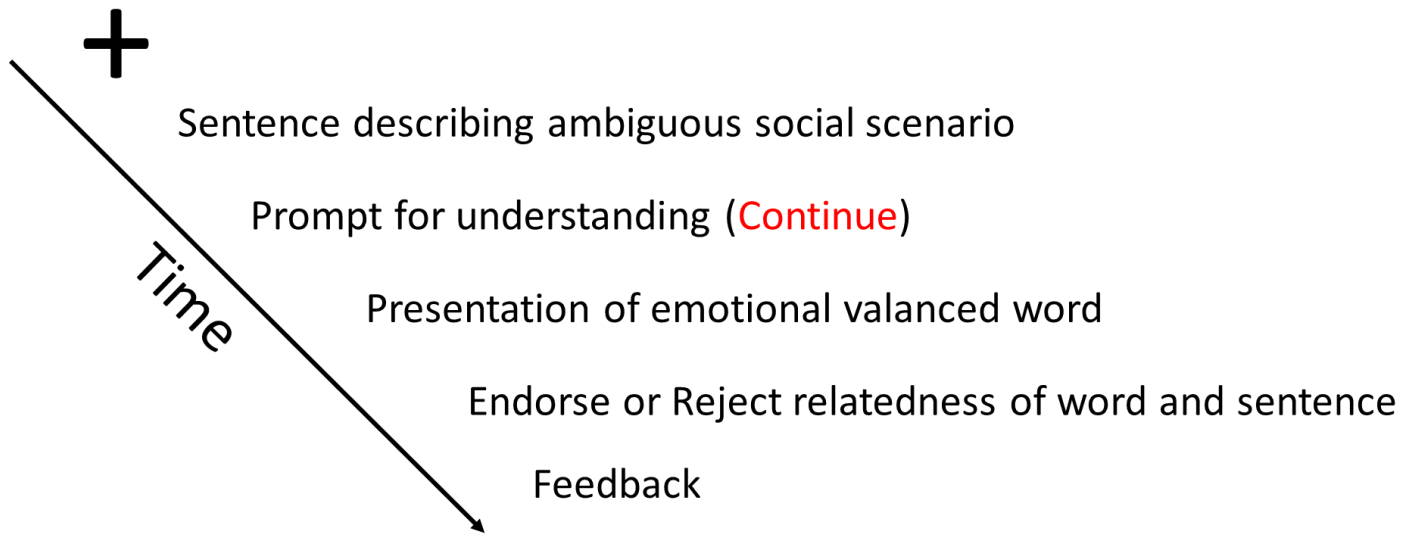 Sentence describing ambiguous social scenario
Prompt for understanding (Continue)
Time
Presentation of emotional valanced word
Endorse or Reject relatedness of word and sentence
Feedback